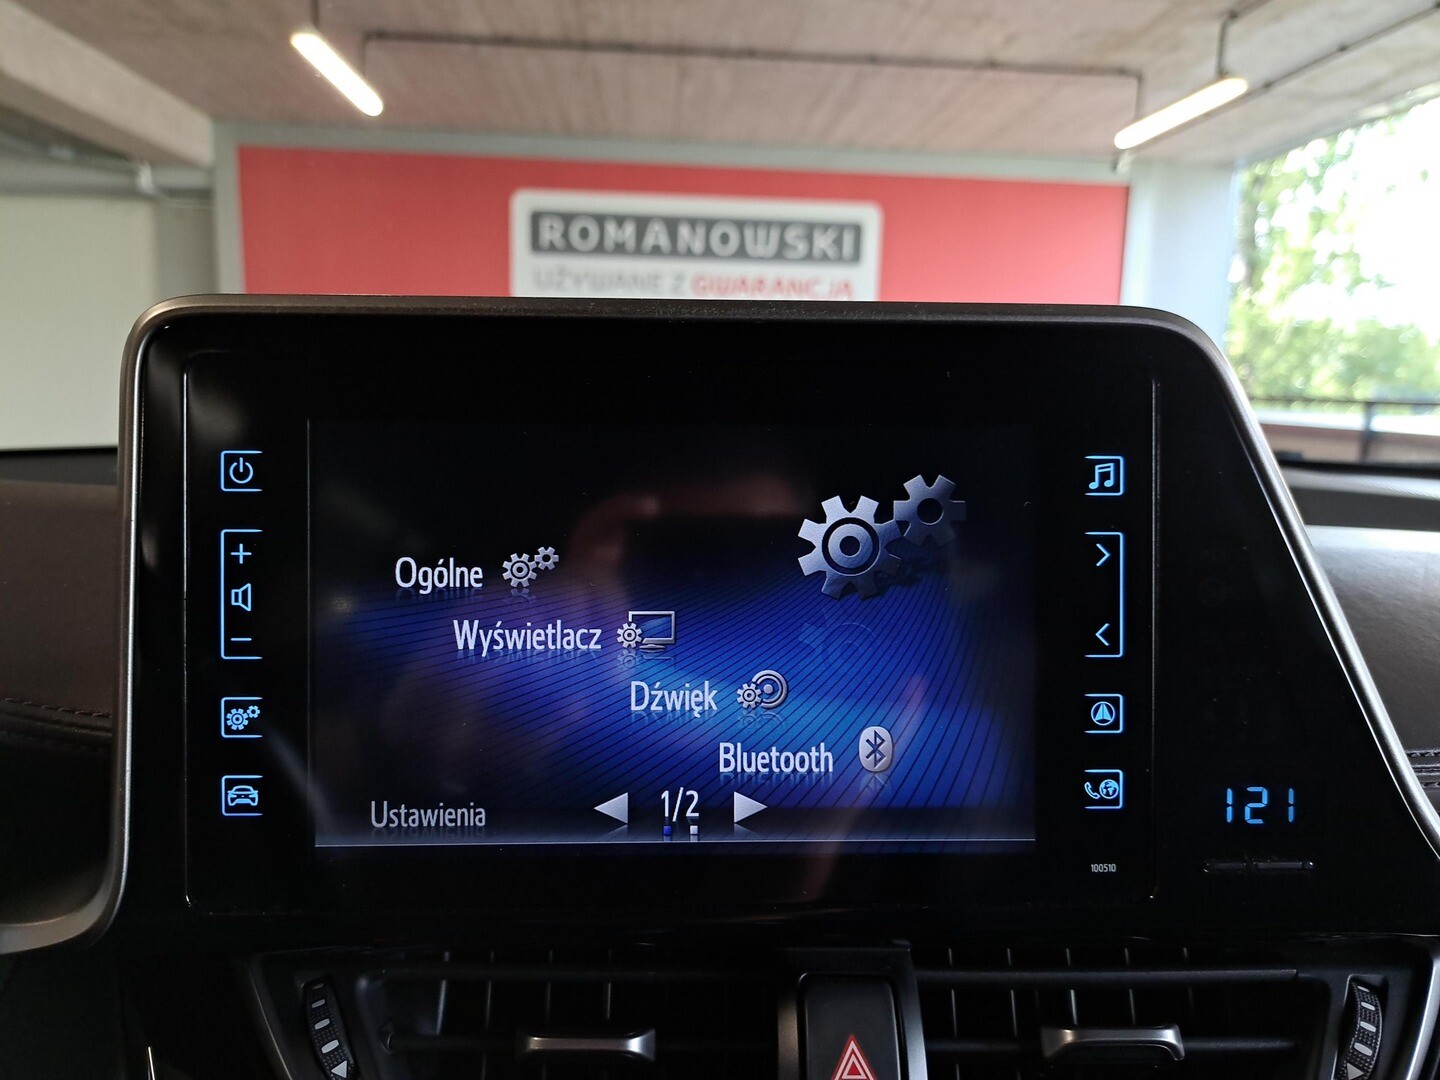 ROMANOWSKI
UŻYWANE Z GWARANCJĄ
Ogólne
Wyświetlacz
Dźwięk
Bluetooth
Ustawienia
1/2
121
100510